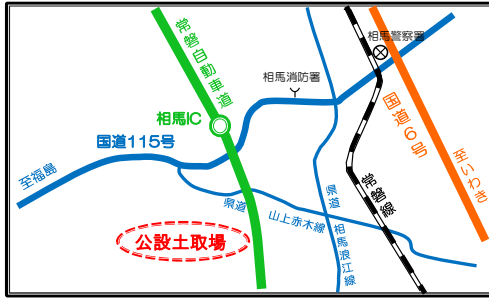 常磐自動車道
相馬警察署
相馬消防署
相馬IC
国道6号
国道115号
至福島
至いわき
常磐線
県道
山上赤木線
県道
相馬浪江線
公設土取場